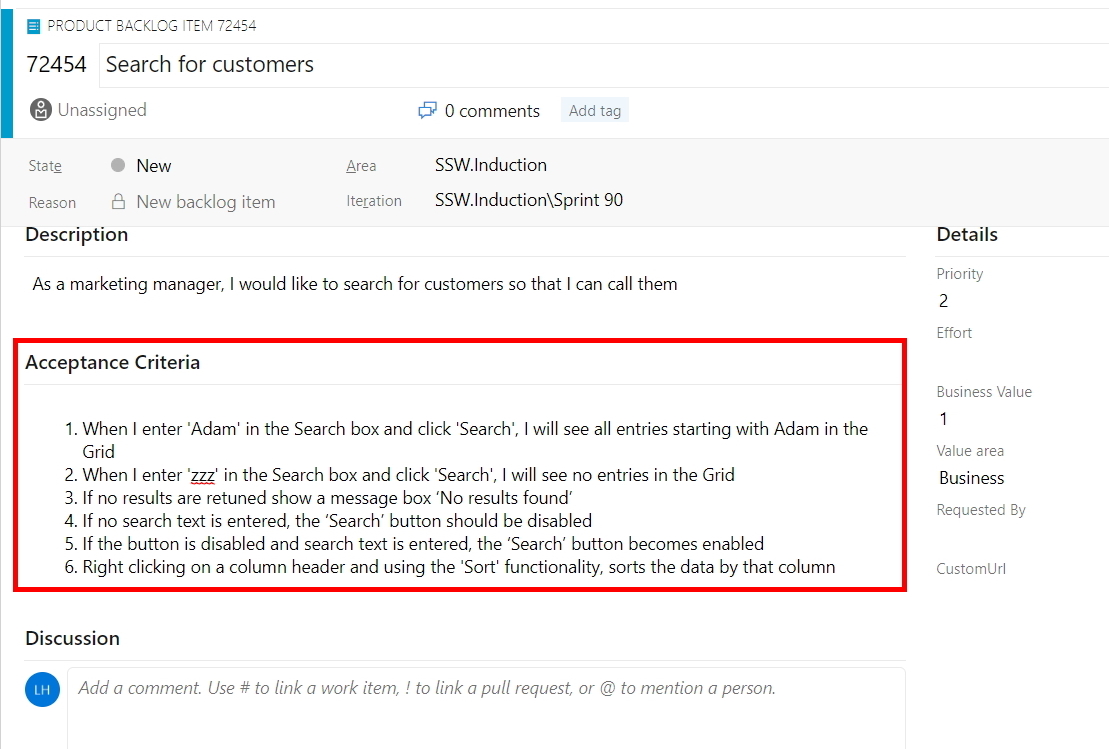 PRODUCT BACKLOG ITEM 72454
72454 Search for customers
Unassigned
0 comments
Add tag
State New
Area SSW.Induction
Reason New backlog item
Iteration SSW.Induction\Sprint 90
Description
As a marketing manager, I would like to search for customers so that I can call them
Acceptance Criteria
1. When I enter 'Adam' in the Search box and click 'Search', I will see all entries starting with Adam in the
Grid
2. When I enter 'zzz' in the Search box and click 'Search', I will see no entries in the Grid
3. If no results are retuned show a message box ‘No results found’
4. If no search text is entered, the ‘Search’ button should be disabled
5. If the button is disabled and search text is entered, the ‘Search’ button becomes enabled
6. Right clicking on a column header and using the 'Sort' functionality, sorts the data by that column
Discussion
LH
Add a comment. Use # to link a work item, ! to link a pull request, or @ to mention a person.
Details
Priority
2
Effort
Business Value
1
Value area
Business
Requested By
CustomUrl